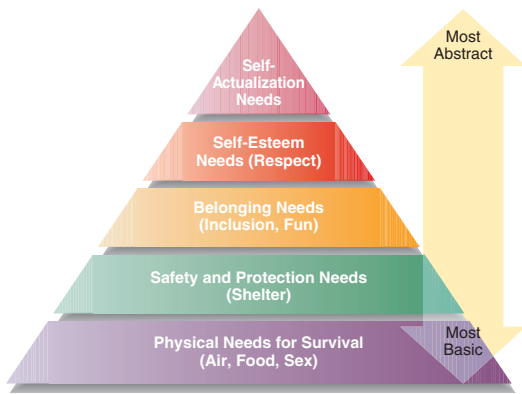 Most
Abstract
Self-
Actualization
Needs
Self-Esteem
Needs (Respect)
Belonging Needs
(Inclusion, Fun)
Safety and Protection Needs
(Shelter)
Physical Needs for Survival
(Air, Food, Sex)
Most
Basic